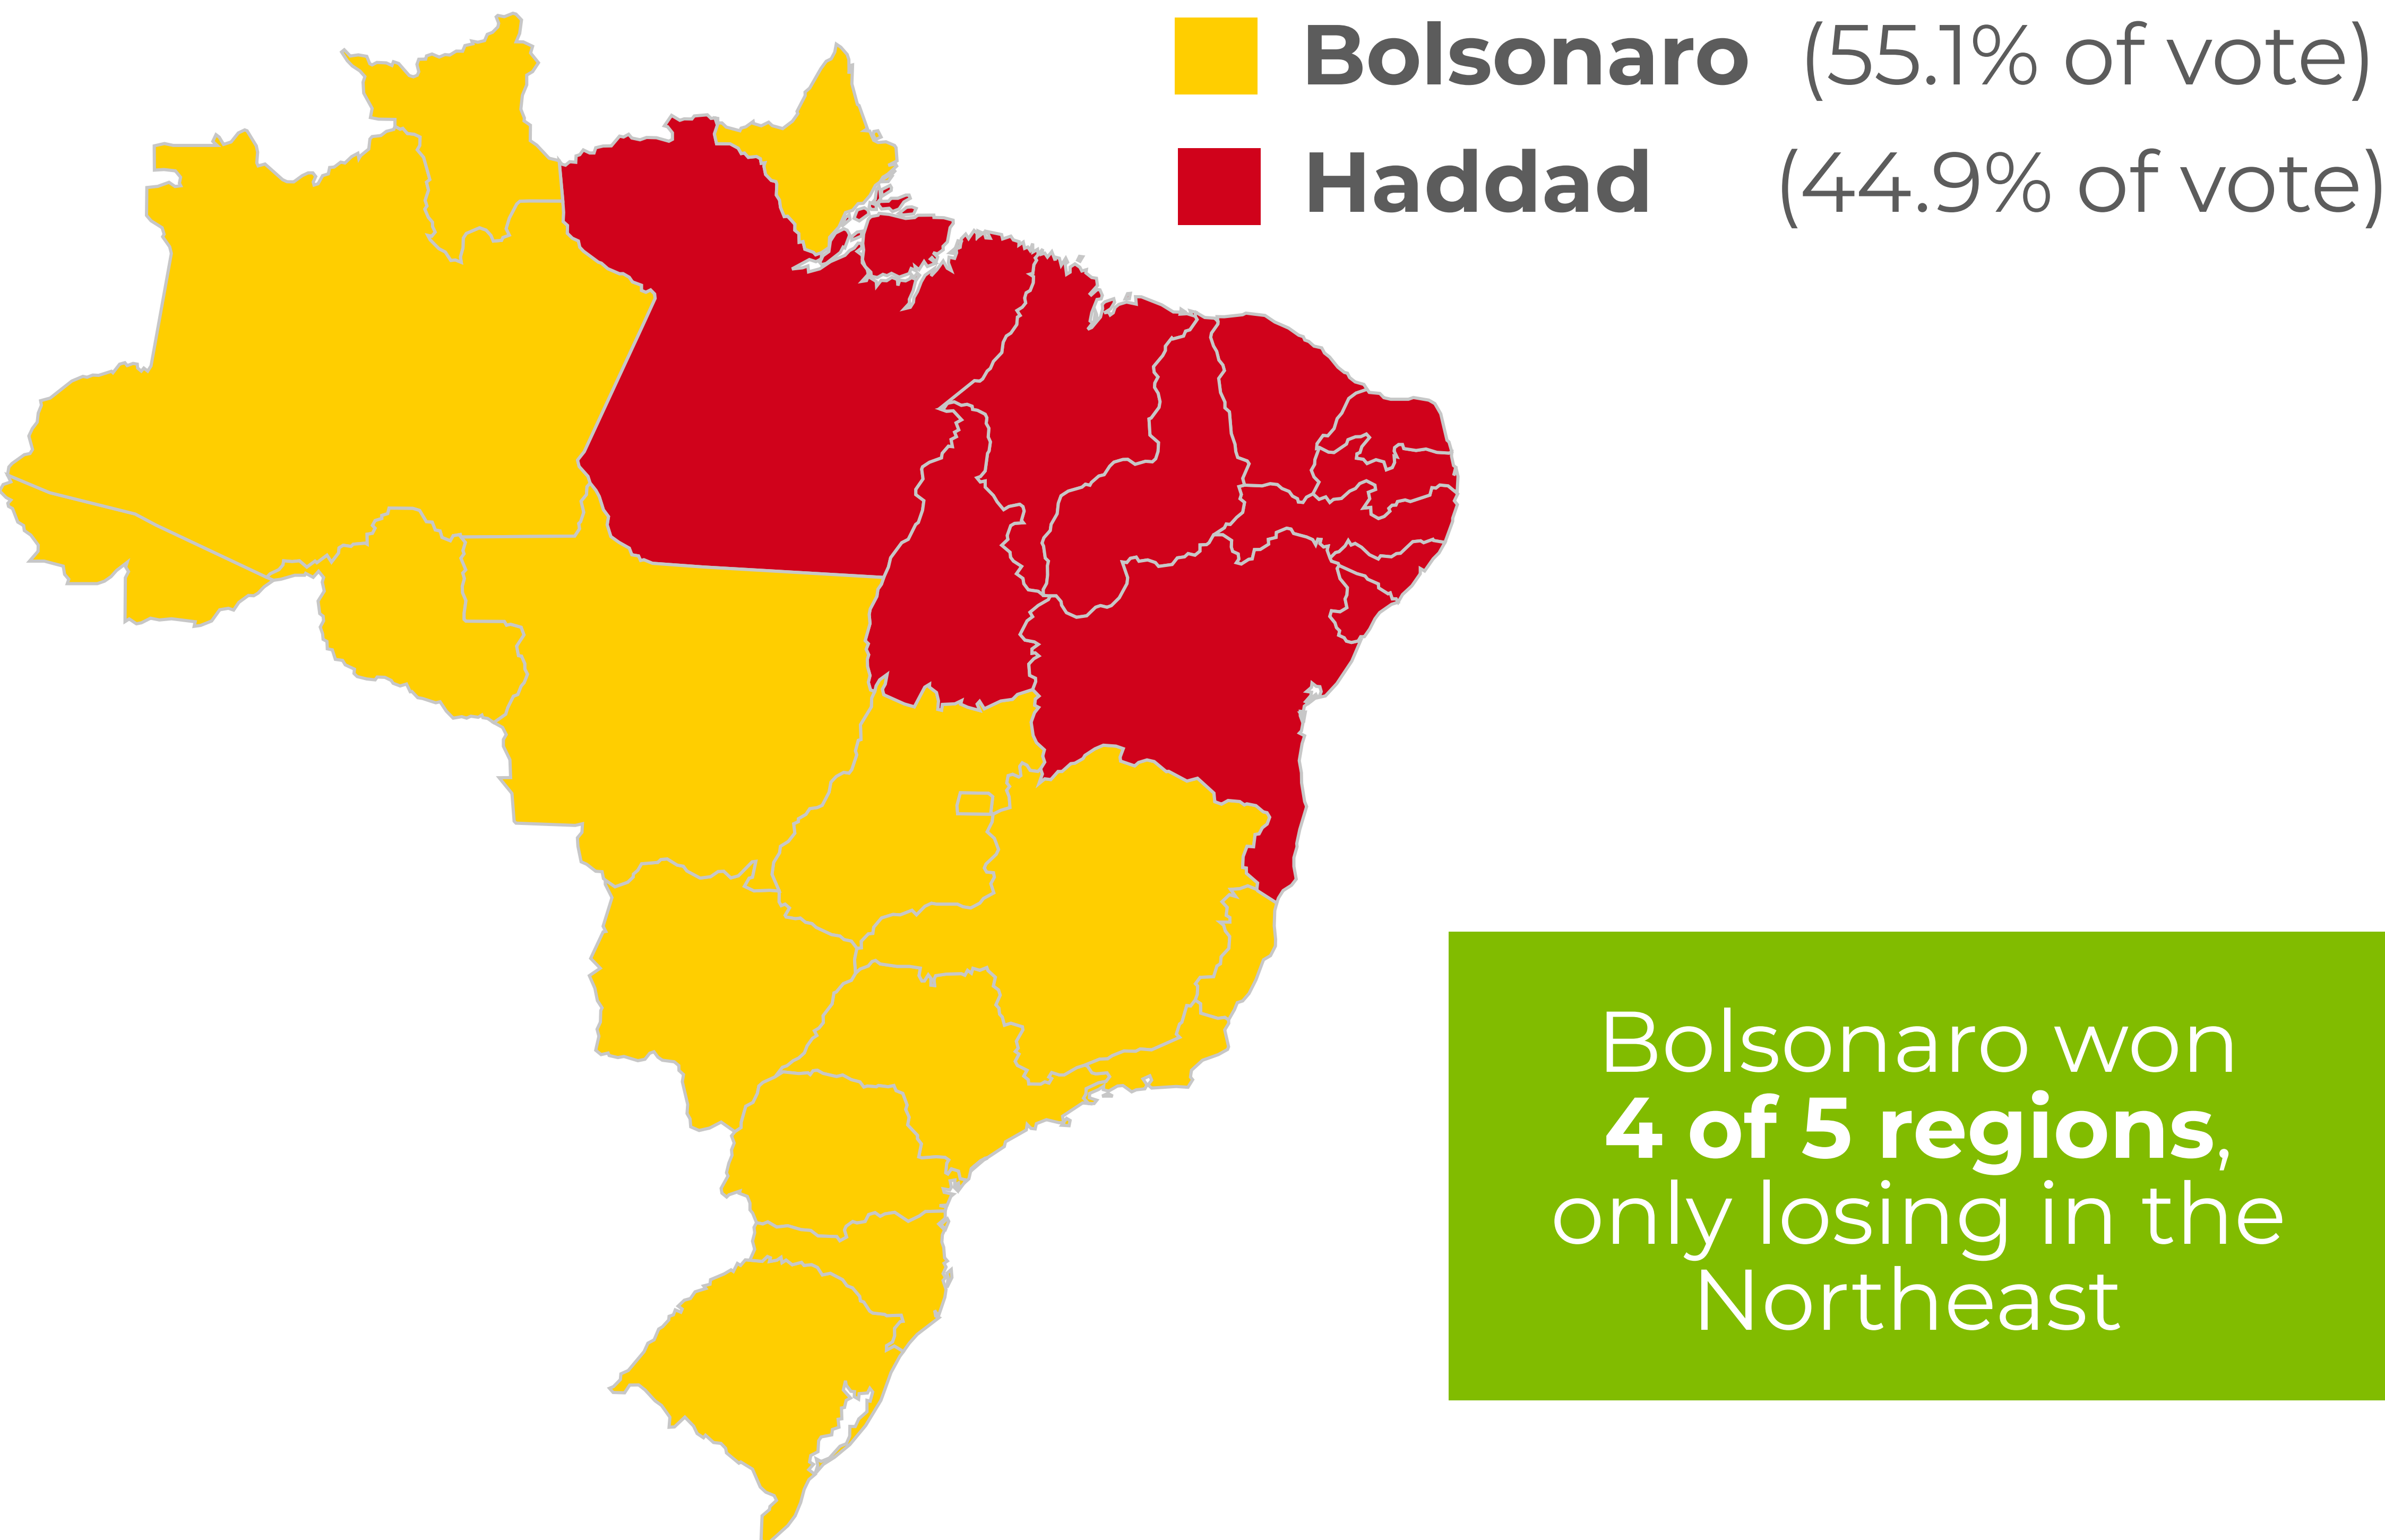 Bolsonaro (55.1% of vote)
Haddad (44.9% of vote)
Bolsonaro won
4 of 5 regions,
only losing in the
Northeast